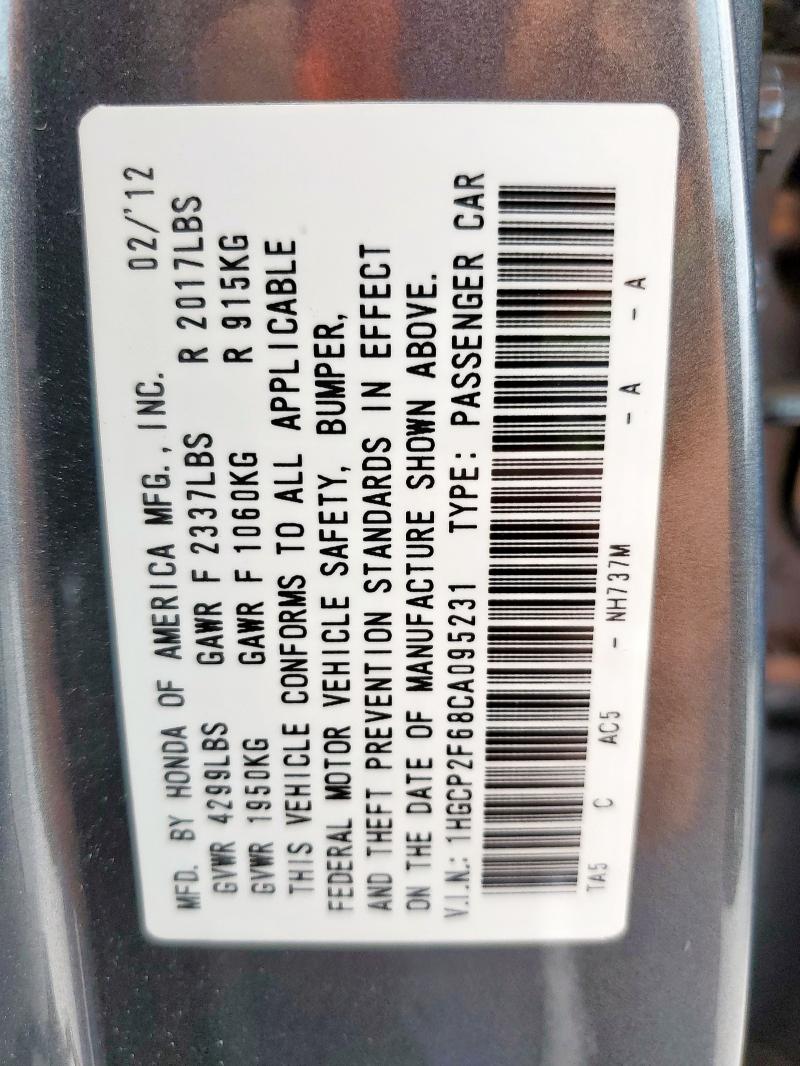 MFD. BY HONDA OF AMERICA MFG., INC. 02/'12
GVWR 4299LBS GAWR F 2337LBS R 2017LBS
GVWR 1950KG GAWR F 1060KG R 915KG
THIS VEHICLE CONFORMS TO ALL APPLICABLE
FEDERAL MOTOR VEHICLE SAFETY, BUMPER,
AND THEFT PREVENTION STANDARDS IN EFFECT
ON THE DATE OF MANUFACTURE SHOWN ABOVE.
V.I.N.: 1HGCP2F68CA095231 TYPE: PASSENGER CAR
TA5 C AC5 - NH737M - A - A